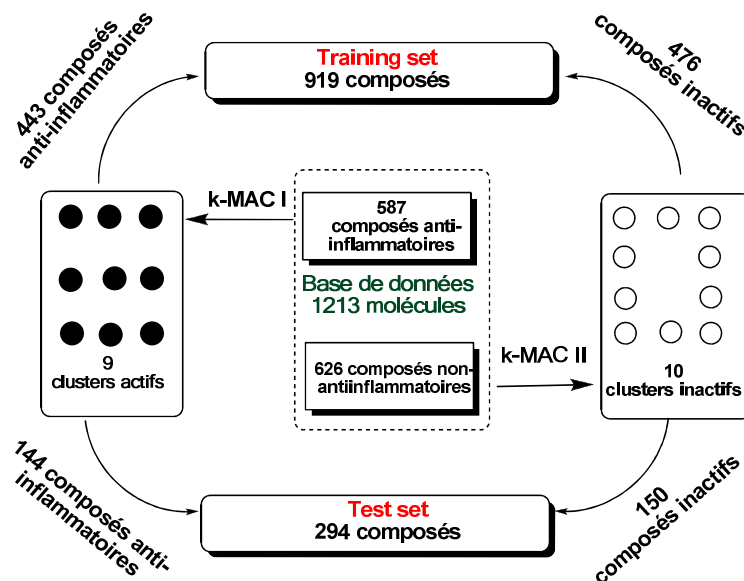 443 composés
anti-inflammatoires
Training set
919 composés
476
composés inactifs
k-MAC I
587
composés anti-
inflammatoires
Base de données
1213 molécules
626 composés non-
antiinflammatoires
k-MAC II
9
clusters actifs
10
clusters inactifs
144 composés anti-
inflammatoires
Test set
294 composés
150
composés inactifs